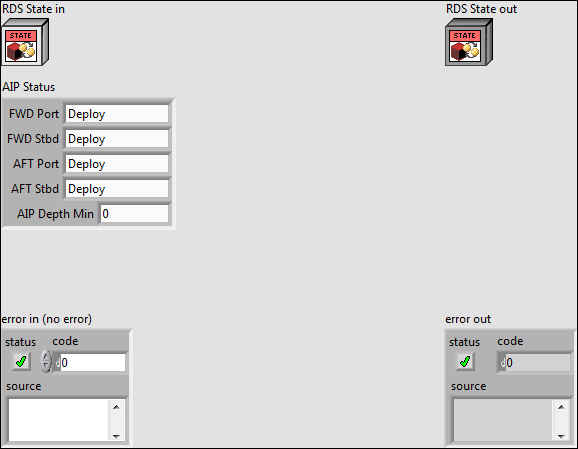 RDS State in
RDS State out
STATE
STATE
AIP Status
FWD Port Deploy
FWD Stbd Deploy
AFT Port Deploy
AFT Stbd Deploy
AIP Depth Min 0
error in (no error)
error out
status code
d0
source
status code
d0
source